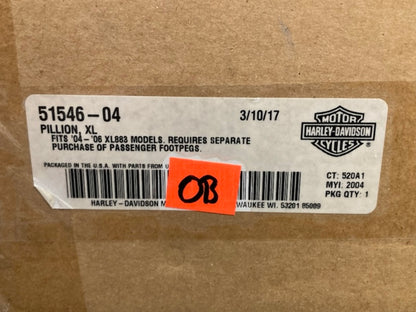 51546-04 3/10/17
PILLION, XL
FITS '04 - '06 XL883 MODELS. REQUIRES SEPARATE
PURCHASE OF PASSENGER FOOTPEGS.
MOTOR
HARLEY-DAVIDSON
CYCLES
PACKAGED IN THE U.S.A. WITH PARTS FROM
OB
CT: 520A1
MYI. 2004
PKG QTY: 1
HARLEY-DAVIDSON WI. 53201 85009